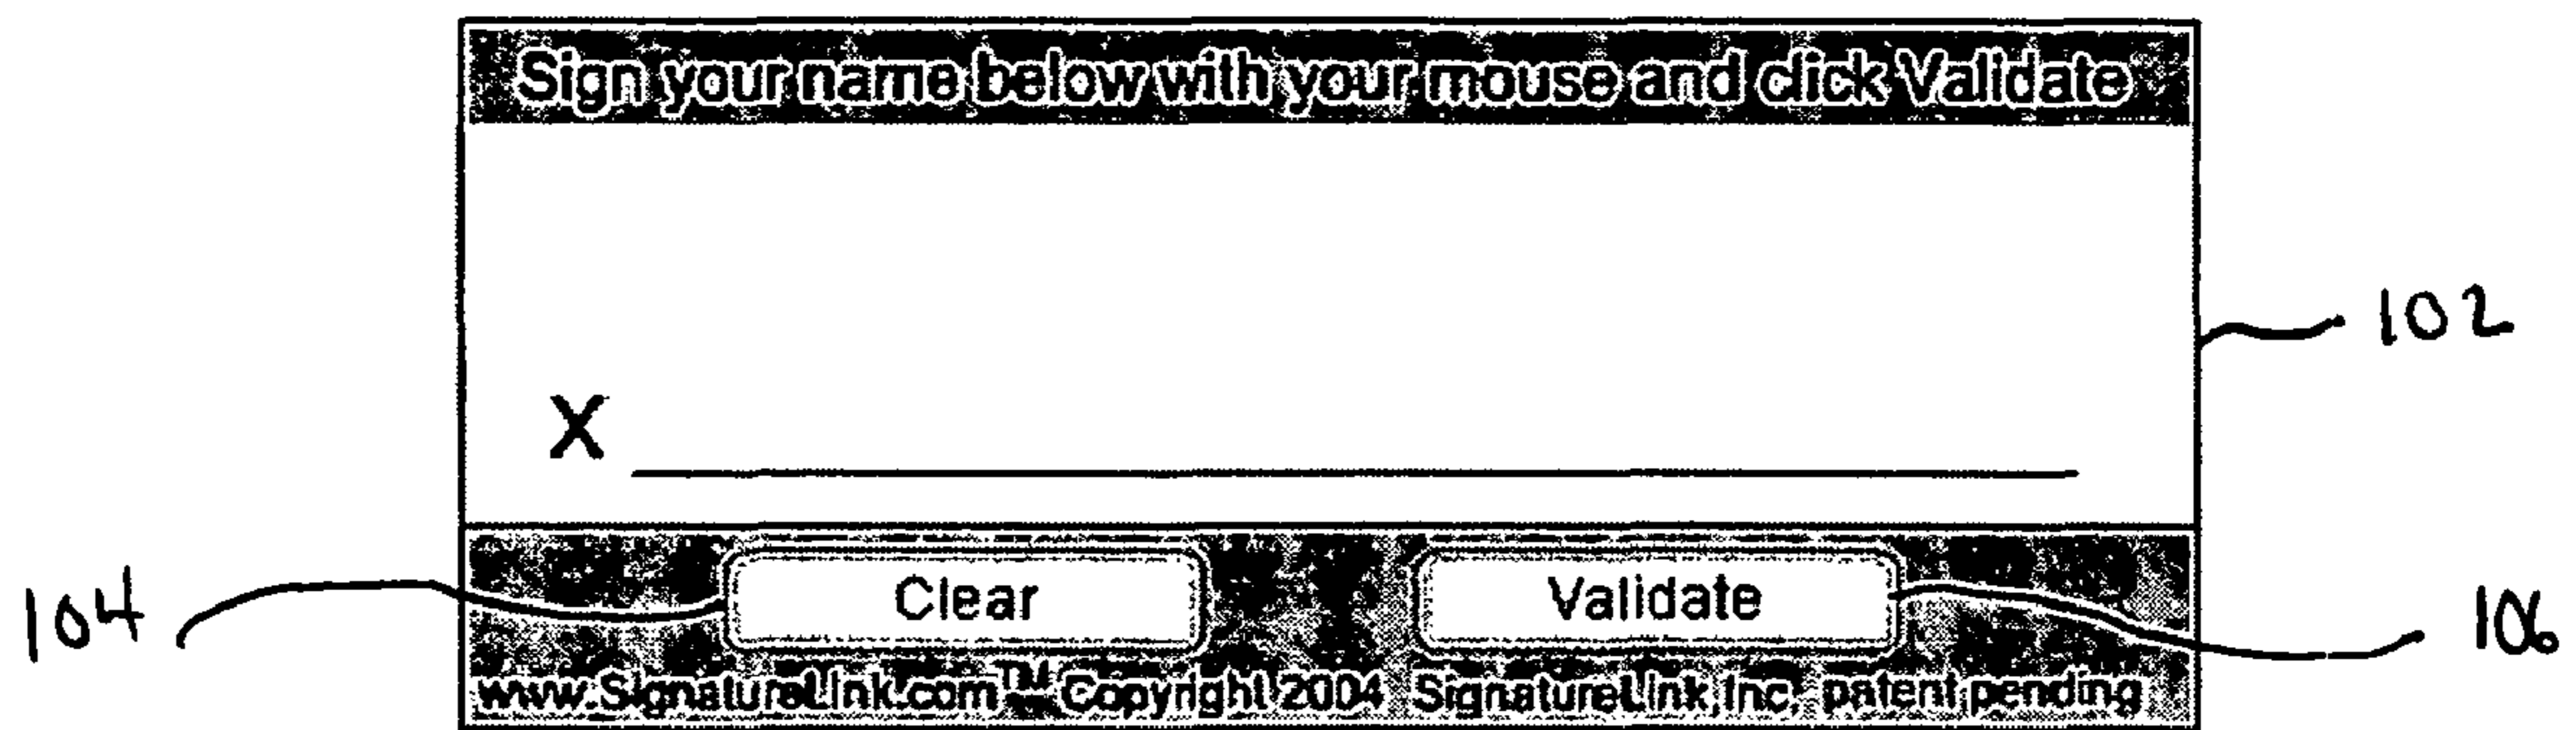 Sign your name below with your mouse and click Validate
102
X
104 Clear Validate 106
www.SignatureLink.com™ Copyright 2004 SignatureLink, Inc. patent pending